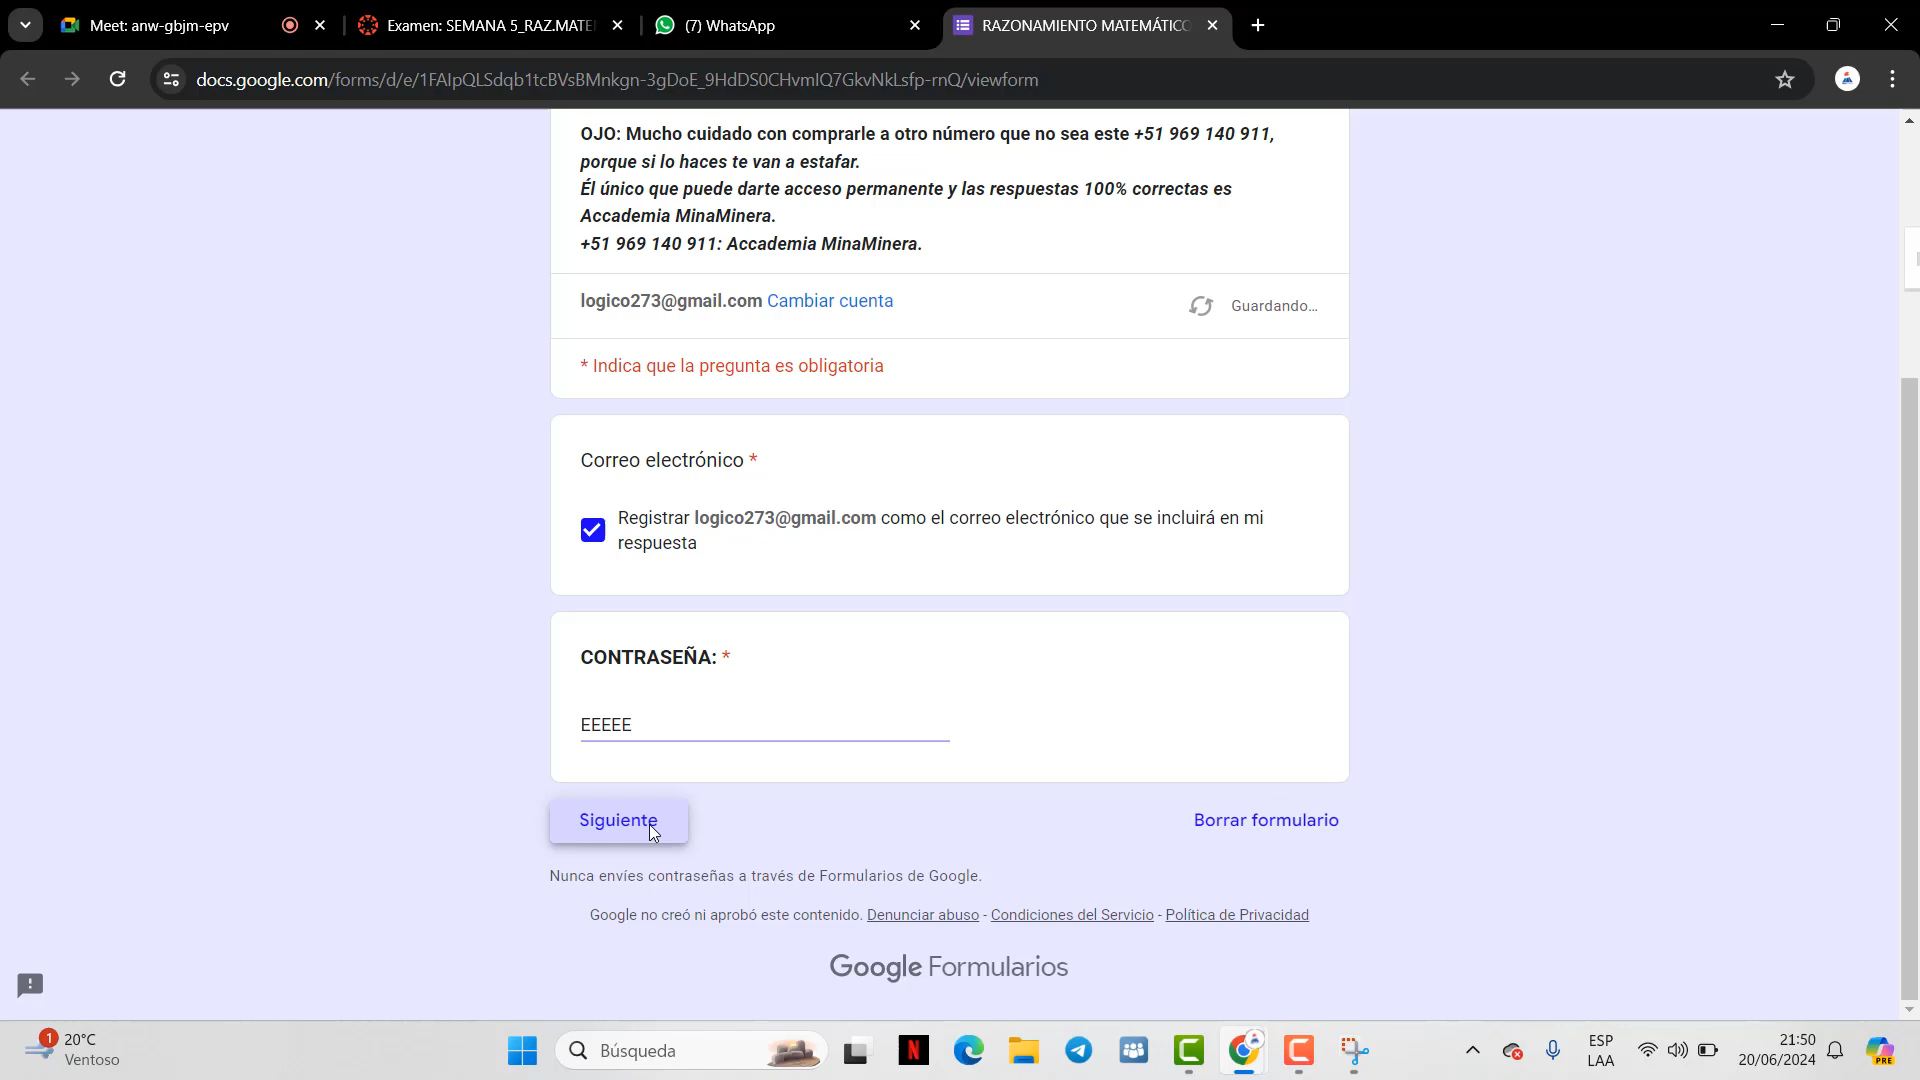 Meet: anw-gbjm-epv
Examen: SEMANA 5_RAZ.MATE
(7) WhatsApp
RAZONAMIENTO MATEMÁTICO
docs.google.com/forms/d/e/1FAIpQLSdqb1tcBVsBMnkgn-3gDoE_9HdDS0CHvmIQ7GkvNkLsfp-rnQ/viewform
OJO: Mucho cuidado con comprarle a otro número que no sea este +51 969 140 911,
porque si lo haces te van a estafar.
Él único que puede darte acceso permanente y las respuestas 100% correctas es
Accademia MinaMinera.
+51 969 140 911: Accademia MinaMinera.
logico273@gmail.com Cambiar cuenta
Guardando...
* Indica que la pregunta es obligatoria
Correo electrónico *
Registrar logico273@gmail.com como el correo electrónico que se incluirá en mi
respuesta
CONTRASEÑA: *
EEEEE
Siguiente
Borrar formulario
Nunca envíes contraseñas a través de Formularios de Google.
Google no creó ni aprobó este contenido. Denunciar abuso - Condiciones del Servicio - Política de Privacidad
Google Formularios
1
20°C
Ventoso
Búsqueda
N
ESP
LAA
21:50
20/06/2024
PRE